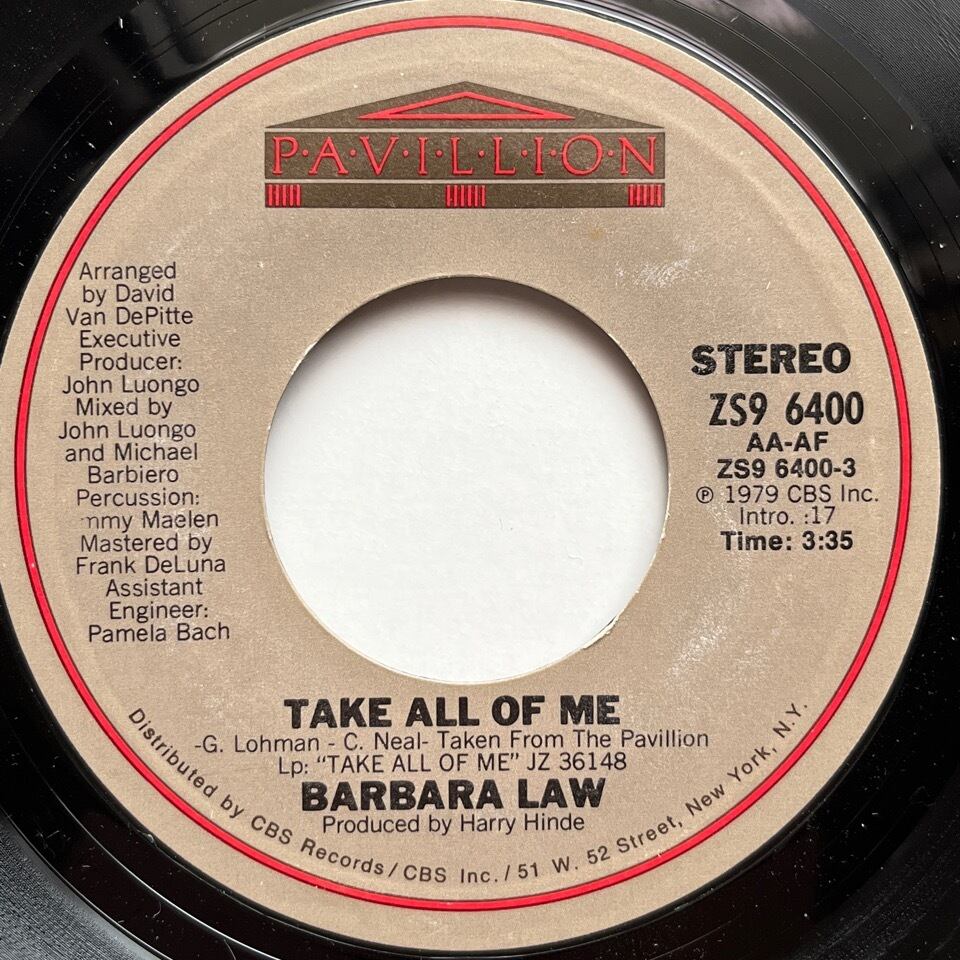 P·A·V·I·L·L·I·O·N
Arranged
by David
Van DePitte
Executive
Producer:
John Luongo
Mixed by
John Luongo
and Michael
Barbiero
Percussion:
mmy Maelen
Mastered by
Frank DeLuna
Assistant
Engineer:
Pamela Bach
STEREO
ZS9 6400
AA-AF
ZS9 6400-3
℗ 1979 CBS Inc.
Intro. :17
Time: 3:35
TAKE ALL OF ME
-G. Lohman - C. Neal- Taken From The Pavillion
Lp: "TAKE ALL OF ME" JZ 36148
BARBARA LAW
Produced by Harry Hinde
Distributed by CBS Records/CBS Inc./51 W. 52 Street, New York, N.Y.